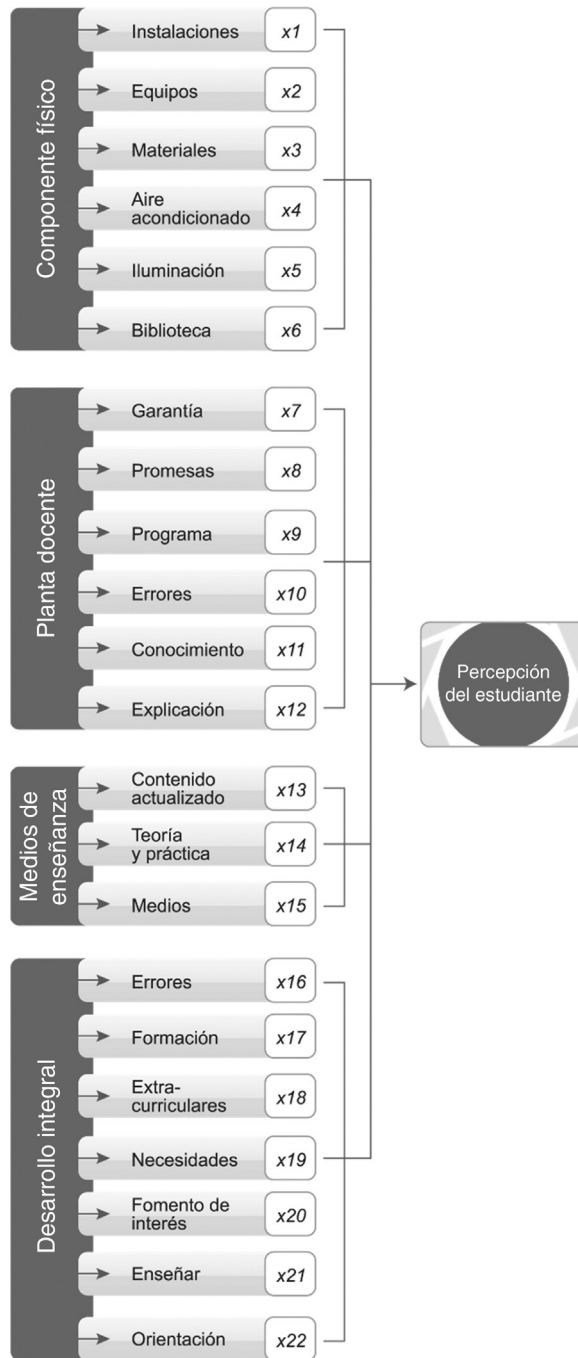 Componente físico
Instalaciones x1
Equipos x2
Materiales x3
Aire
acondicionado x4
Iluminación x5
Biblioteca x6
Planta docente
Garantía x7
Promesas x8
Programa x9
Errores x10
Conocimiento x11
Explicación x12
Percepción
del estudiante
Medios de
enseñanza
Contenido
actualizado x13
Teoría
y práctica x14
Medios x15
Desarrollo integral
Errores x16
Formación x17
Extra-
curriculares x18
Necesidades x19
Fomento de
interés x20
Enseñar x21
Orientación x22